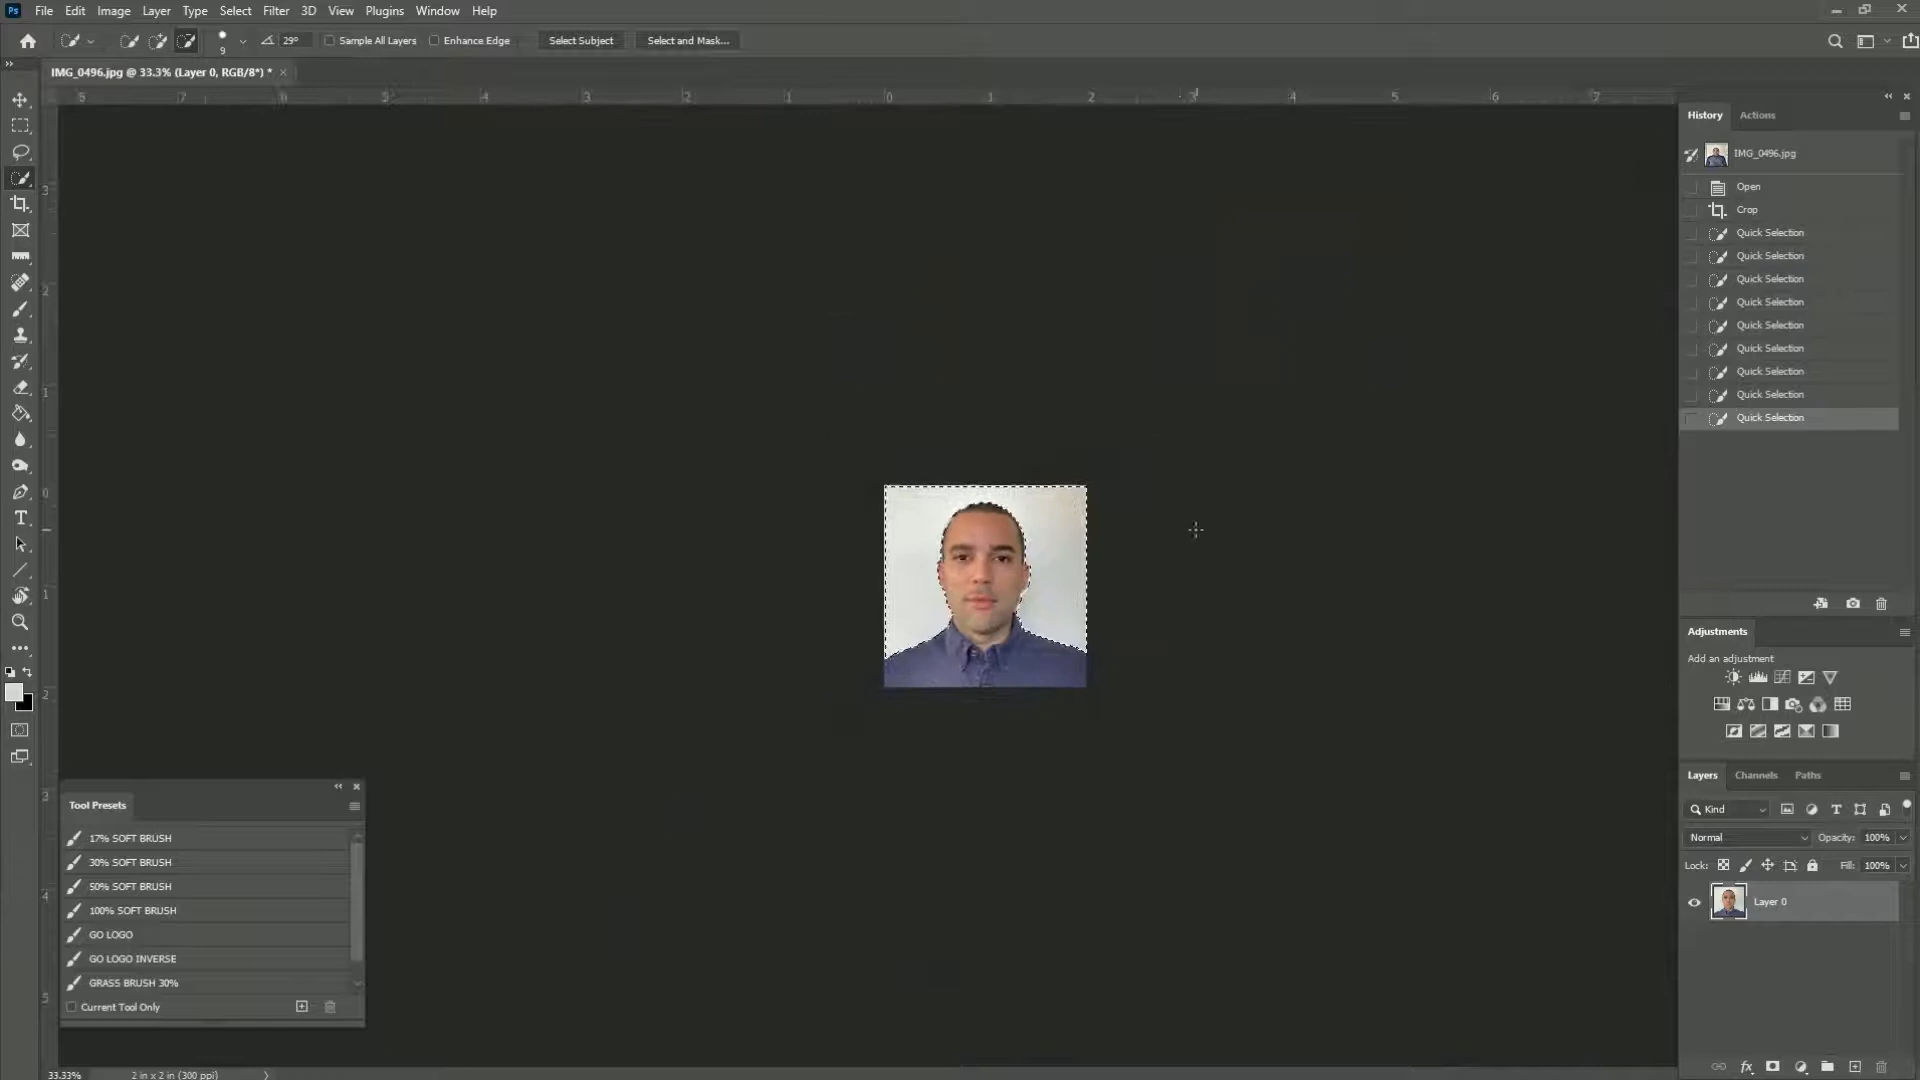 Ps File Edit Image Layer Type Select Filter 3D View Plugins Window Help
9 29° Sample All Layers Enhance Edge Select Subject Select and Mask...
IMG_0496.jpg @ 33.3% (Layer 0, RGB/8*) *
History Actions
IMG_0496.jpg
Open
Crop
Quick Selection
Quick Selection
Quick Selection
Quick Selection
Quick Selection
Quick Selection
Quick Selection
Quick Selection
Quick Selection
Adjustments
Add an adjustment
Layers Channels Paths
Kind
Normal Opacity: 100%
Lock: Fill: 100%
Layer 0
Tool Presets
17% SOFT BRUSH
30% SOFT BRUSH
50% SOFT BRUSH
100% SOFT BRUSH
GO LOGO
GO LOGO INVERSE
GRASS BRUSH 30%
Current Tool Only
33.33% 2 in x 2 in (300 ppi)